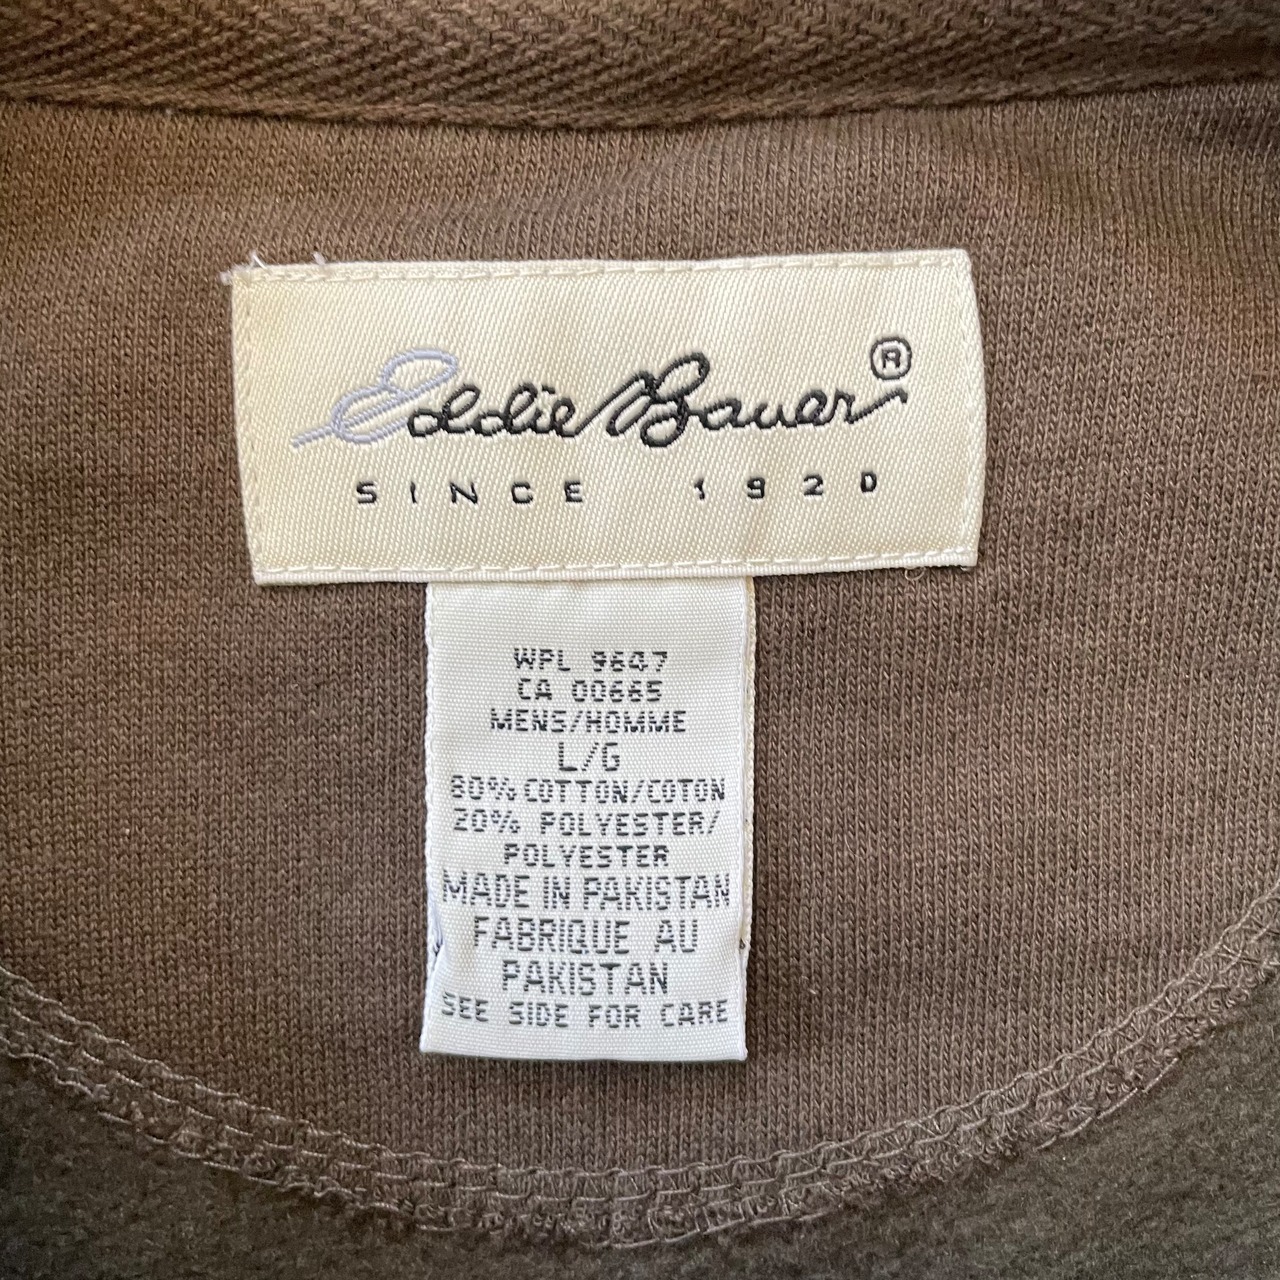 Eddie Bauer®
SINCE 1920
WPL 9647
CA 00665
MENS/HOMME
L/G
80% COTTON/COTON
20% POLYESTER/
POLYESTER
MADE IN PAKISTAN
FABRIQUE AU
PAKISTAN
SEE SIDE FOR CARE